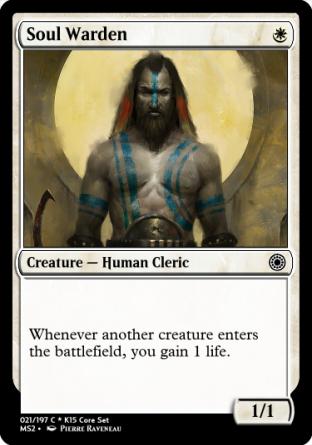 Soul Warden
Creature — Human Cleric
Whenever another creature enters
the battlefield, you gain 1 life.
1/1
021/197 C * K15 Core Set
MS2 • Pierre Raveneau